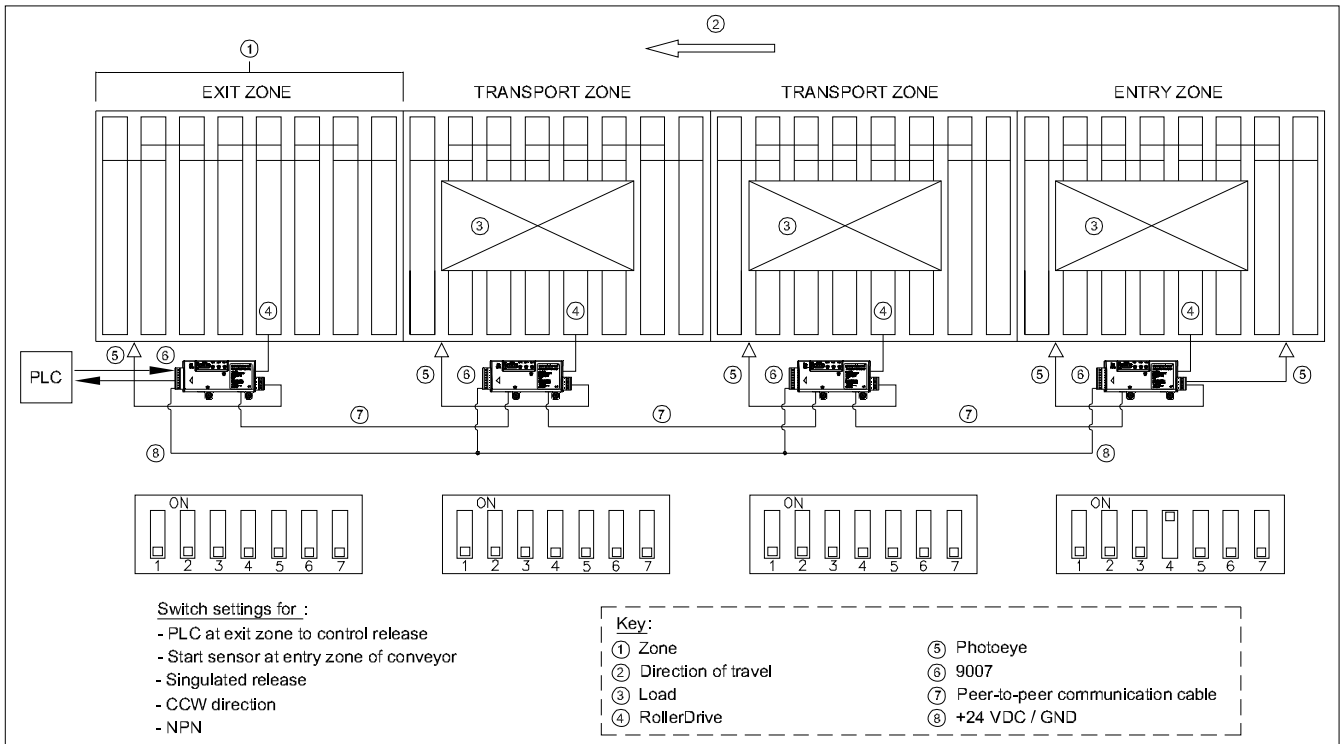 ②
①
EXIT ZONE TRANSPORT ZONE TRANSPORT ZONE ENTRY ZONE
③ ③ ③
④ ④ ④ ④
⑤ ⑥ ⑤ ⑥ ⑤ ⑥ ⑥ ⑤
PLC
⑦ ⑦ ⑦
⑧ ⑧
ON ON ON ON
1 2 3 4 5 6 7 1 2 3 4 5 6 7 1 2 3 4 5 6 7 1 2 3 4 5 6 7
Switch settings for :
- PLC at exit zone to control release
- Start sensor at entry zone of conveyor
- Singulated release
- CCW direction
- NPN
Key:
① Zone
② Direction of travel
③ Load
④ RollerDrive
⑤ Photoeye
⑥ 9007
⑦ Peer-to-peer communication cable
⑧ +24 VDC / GND